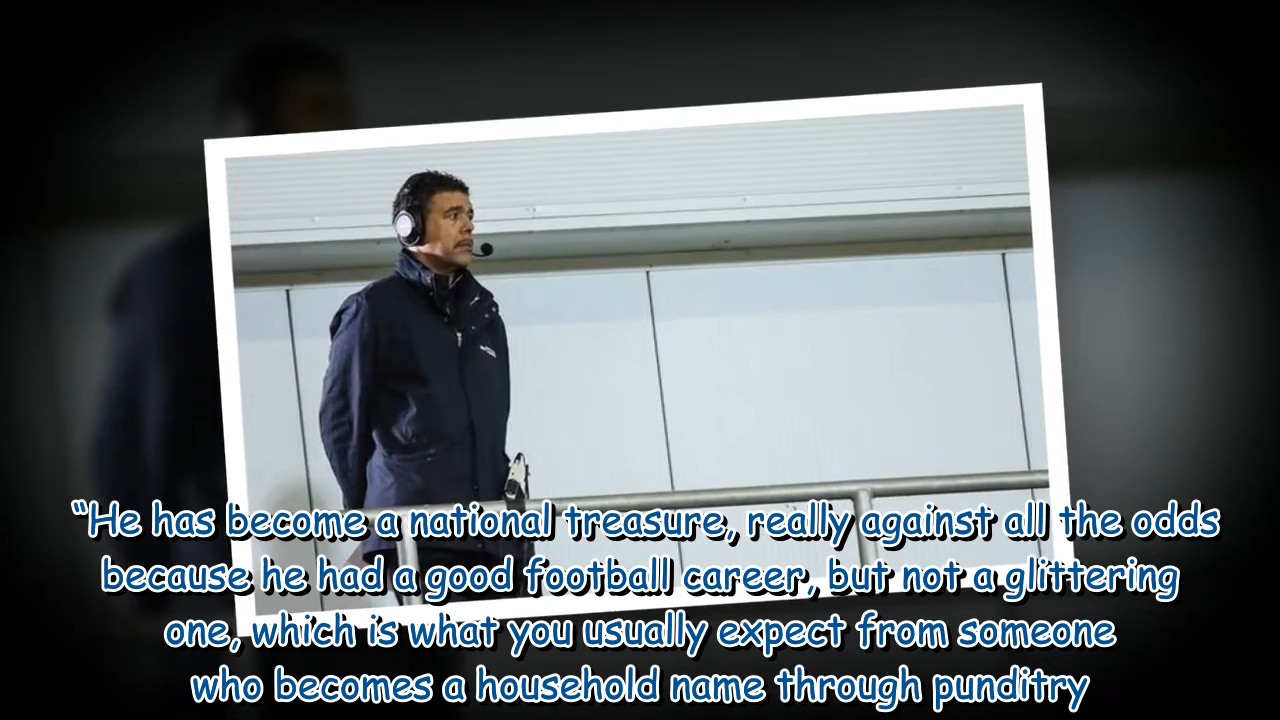 “He has become a national treasure, really against all the odds
because he had a good football career, but not a glittering
one, which is what you usually expect from someone
who becomes a household name through punditry